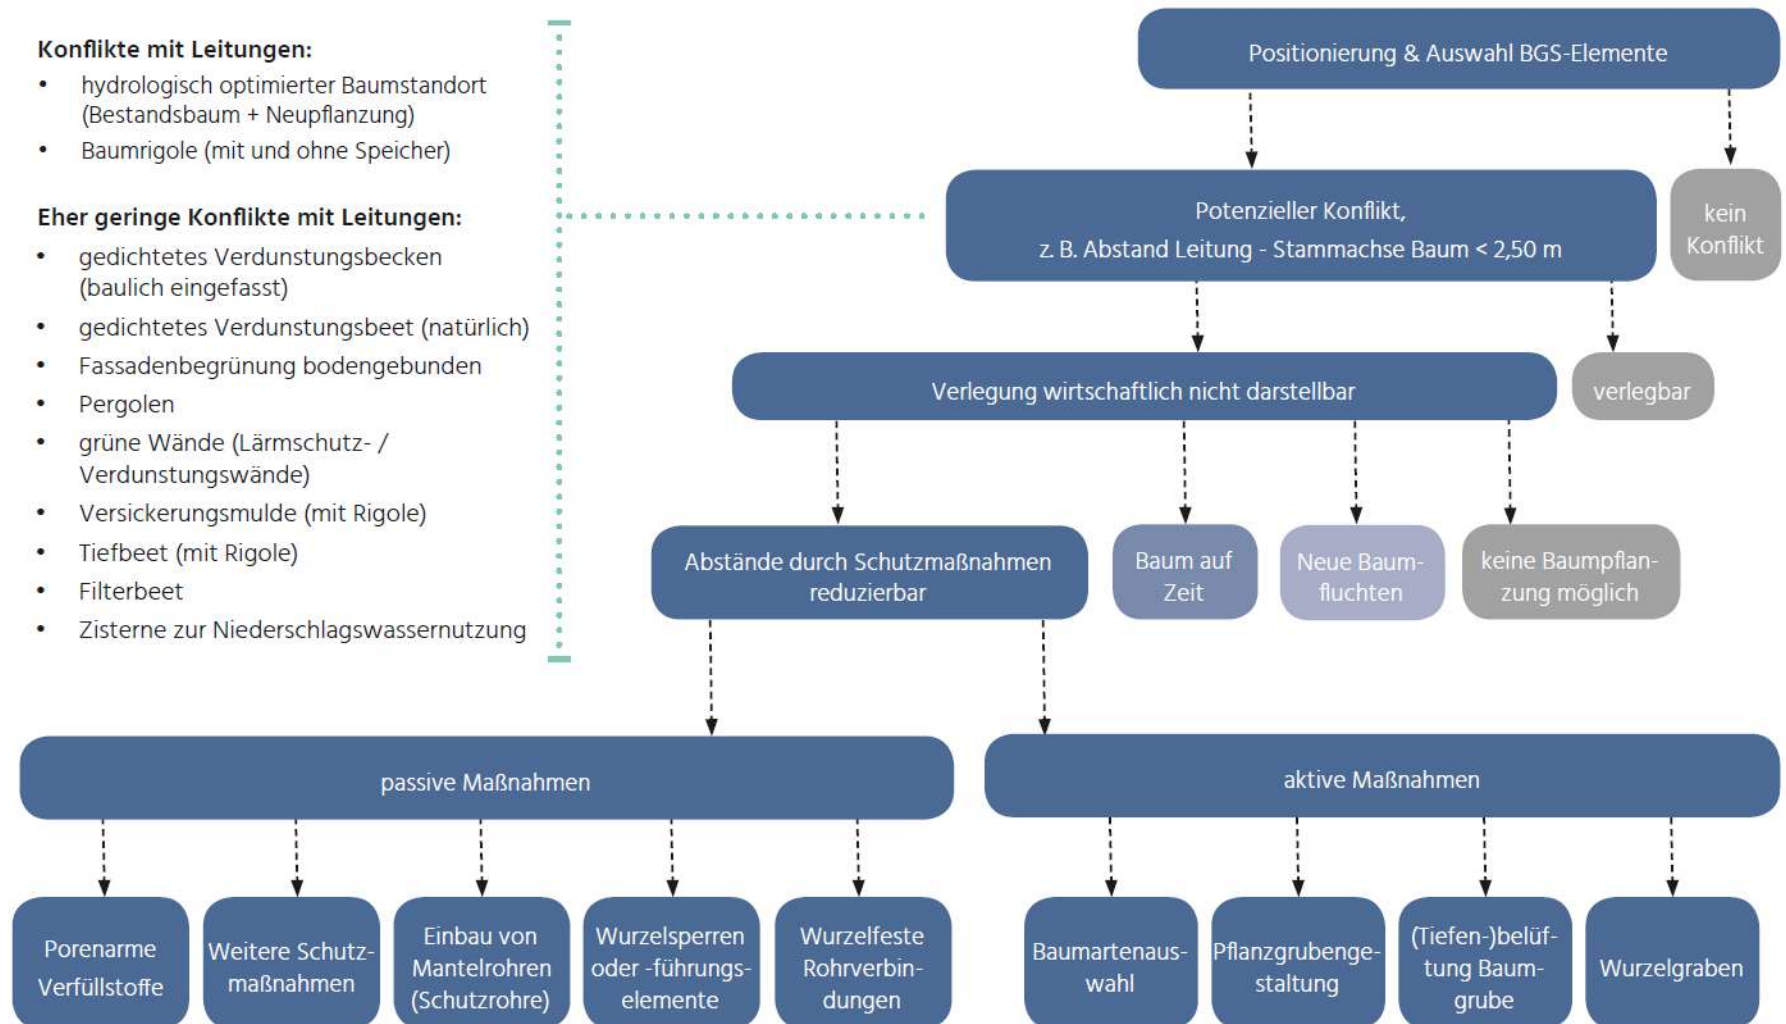 Konflikte mit Leitungen:
• hydrologisch optimierter Baumstandort
(Bestandsbaum + Neupflanzung)
• Baumrigole (mit und ohne Speicher)
Eher geringe Konflikte mit Leitungen:
• gedichtetes Verdunstungsbecken
(baulich eingefasst)
• gedichtetes Verdunstungsbeet (natürlich)
• Fassadenbegrünung bodengebunden
• Pergolen
• grüne Wände (Lärmschutz- /
Verdunstungswände)
• Versickerungsmulde (mit Rigole)
• Tiefbeet (mit Rigole)
• Filterbeet
• Zisterne zur Niederschlagswassernutzung
Positionierung & Auswahl BGS-Elemente
Potenzieller Konflikt,
z. B. Abstand Leitung - Stammachse Baum < 2,50 m
kein
Konflikt
Verlegung wirtschaftlich nicht darstellbar
verlegbar
Abstände durch Schutzmaßnahmen
reduzierbar
Baum auf
Zeit
Neue Baum-
fluchten
keine Baumpflan-
zung möglich
passive Maßnahmen
aktive Maßnahmen
Porenarme
Verfüllstoffe
Weitere Schutz-
maßnahmen
Einbau von
Mantelrohren
(Schutzrohre)
Wurzelsperren
oder -führungs-
elemente
Wurzelfeste
Rohrverbin-
dungen
Baumartenaus-
wahl
Pflanzgrubenge-
staltung
(Tiefen-)belüf-
tung Baum-
grube
Wurzelgraben